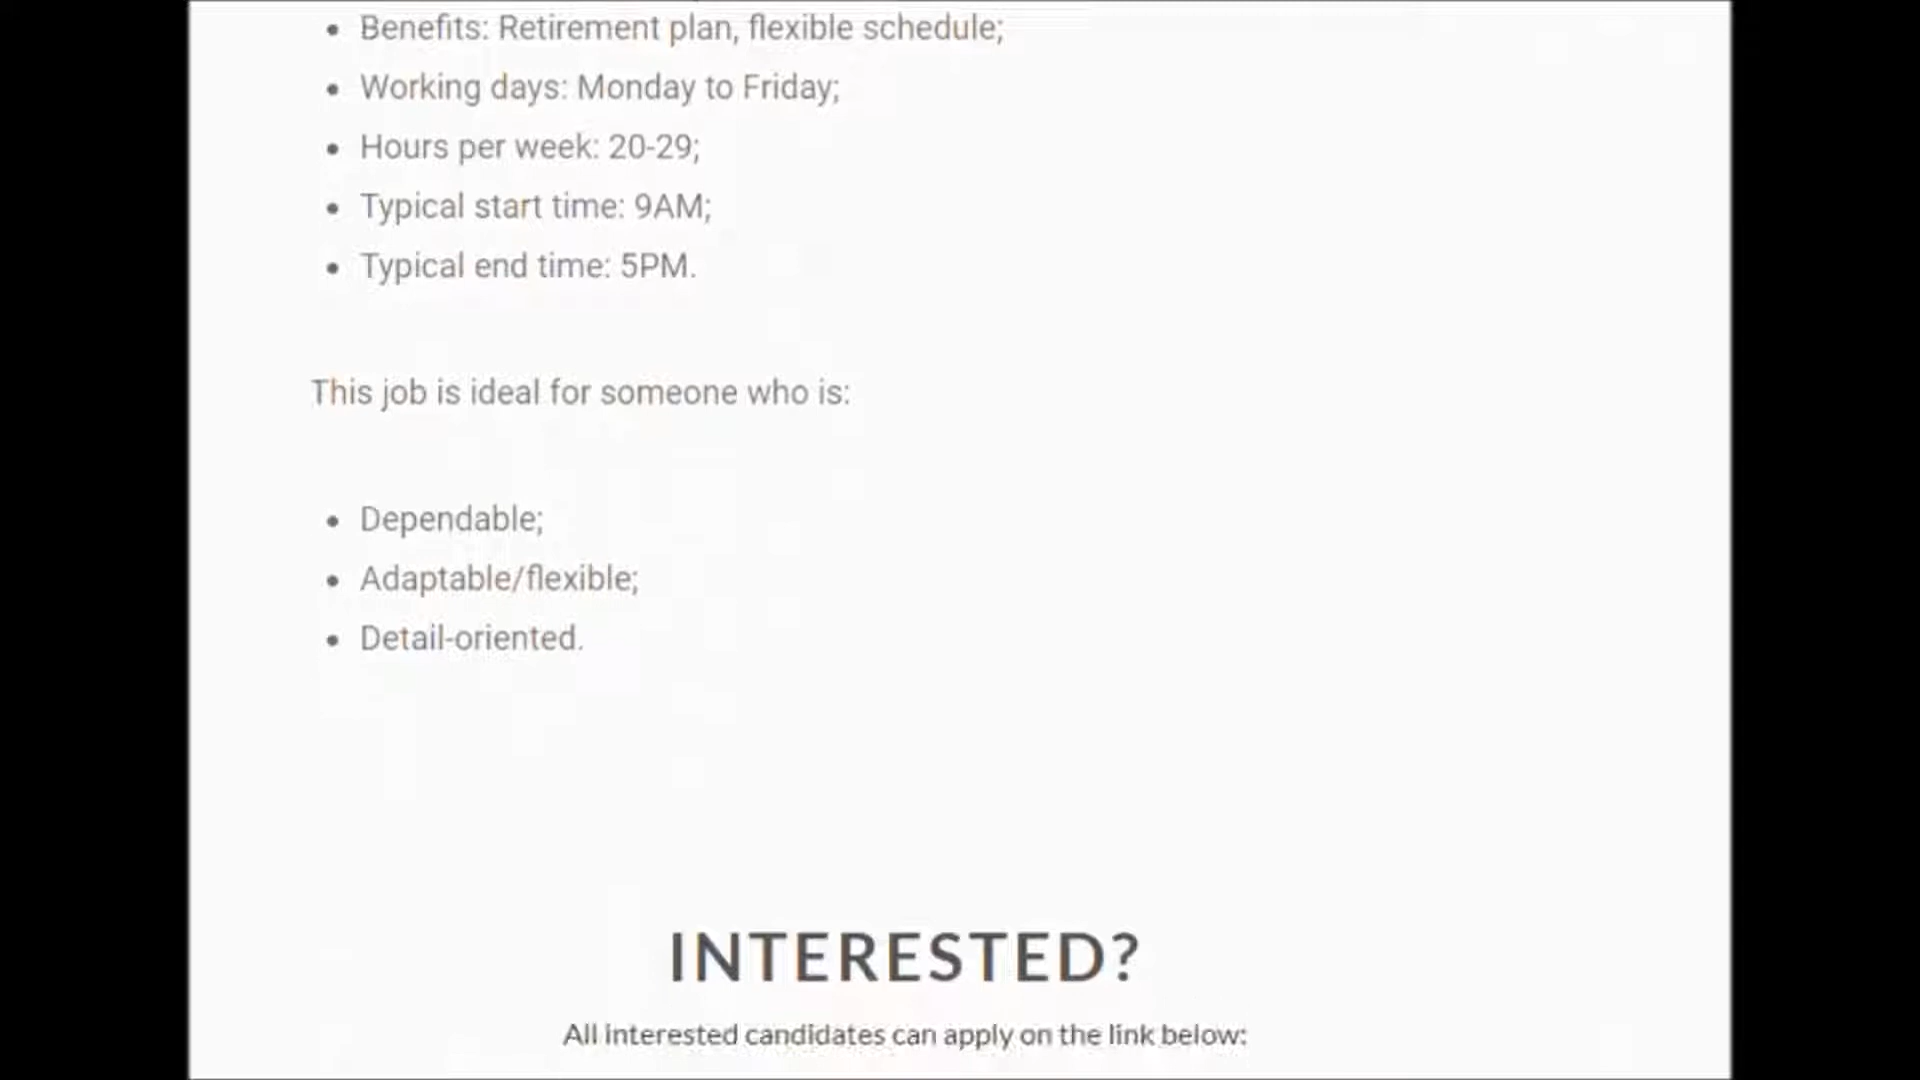 • Benefits: Retirement plan, flexible schedule;
• Working days: Monday to Friday;
• Hours per week: 20-29;
• Typical start time: 9AM;
• Typical end time: 5PM.
This job is ideal for someone who is:
• Dependable;
• Adaptable/flexible;
• Detail-oriented.
INTERESTED?
All interested candidates can apply on the link below: